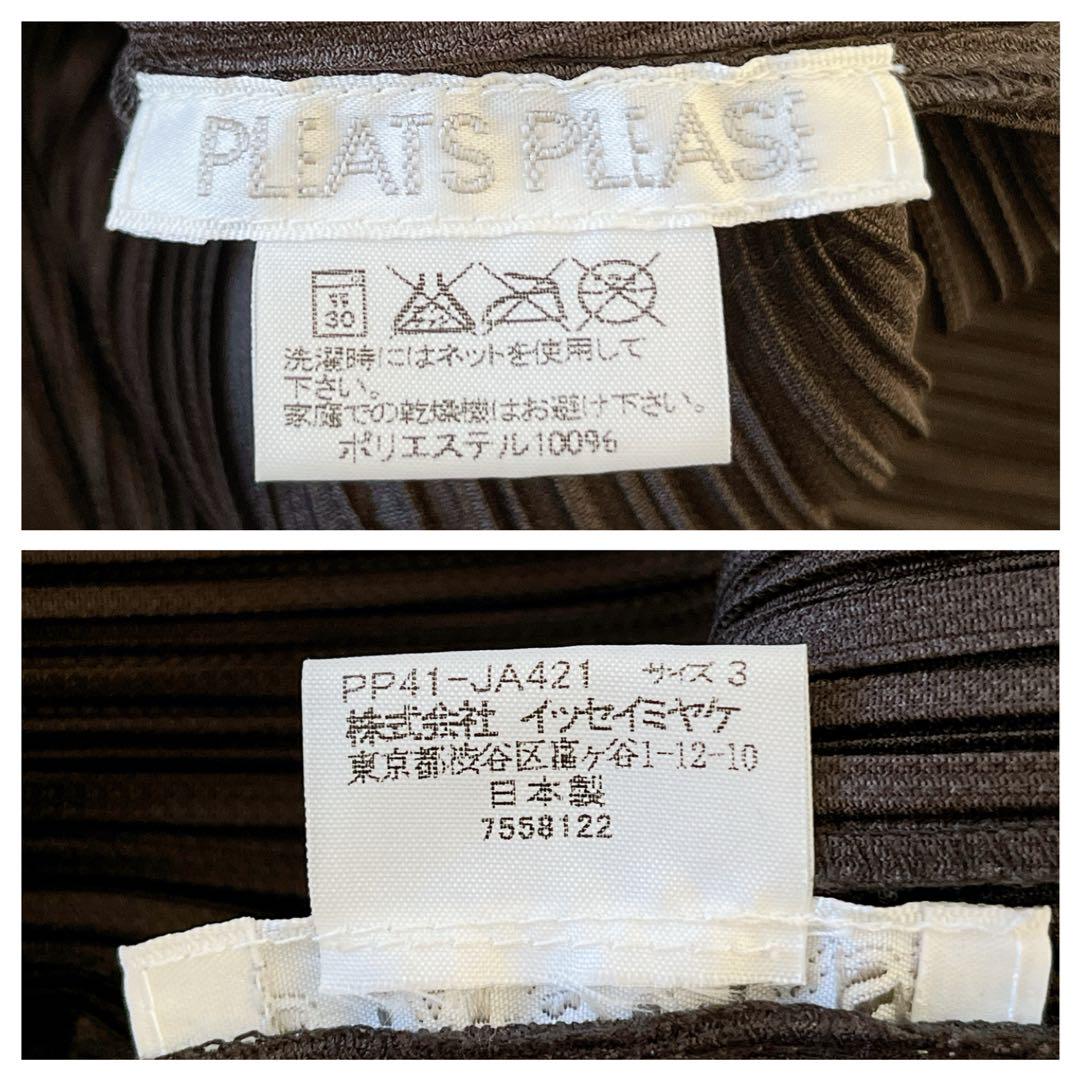 PLEATS PLEASE
30
洗濯時にはネットを使用して
下さい。
家庭での乾燥機はお避け下さい。
ポリエステル100%
PP41-JA421 サイズ 3
株式会社 イッセイミヤケ
東京都渋谷区富ヶ谷1-12-10
日本製
7558122